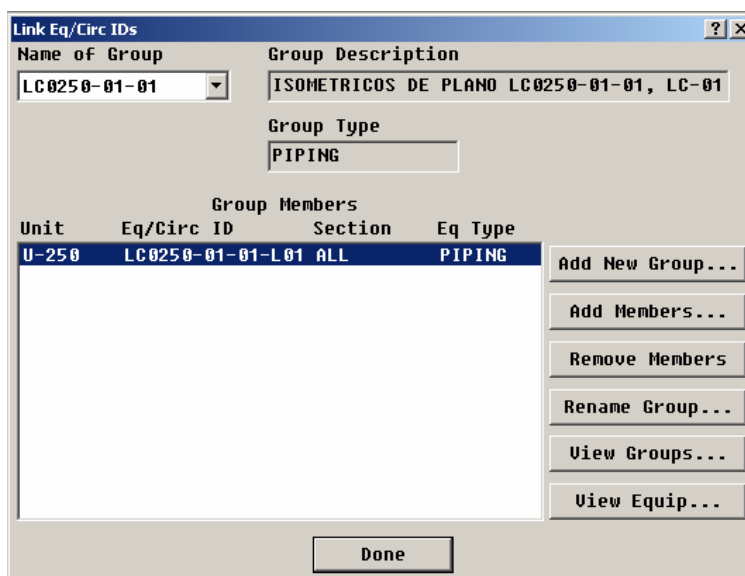 Link Eq/Circ IDs
Name of Group Group Description
LC0250-01-01 ISOMETRICOS DE PLANO LC0250-01-01, LC-01
Group Type
PIPING
Group Members
Unit Eq/Circ ID Section Eq Type
U-250 LC0250-01-01-L01 ALL PIPING
Add New Group...
Add Members...
Remove Members
Rename Group...
View Groups...
View Equip...
Done